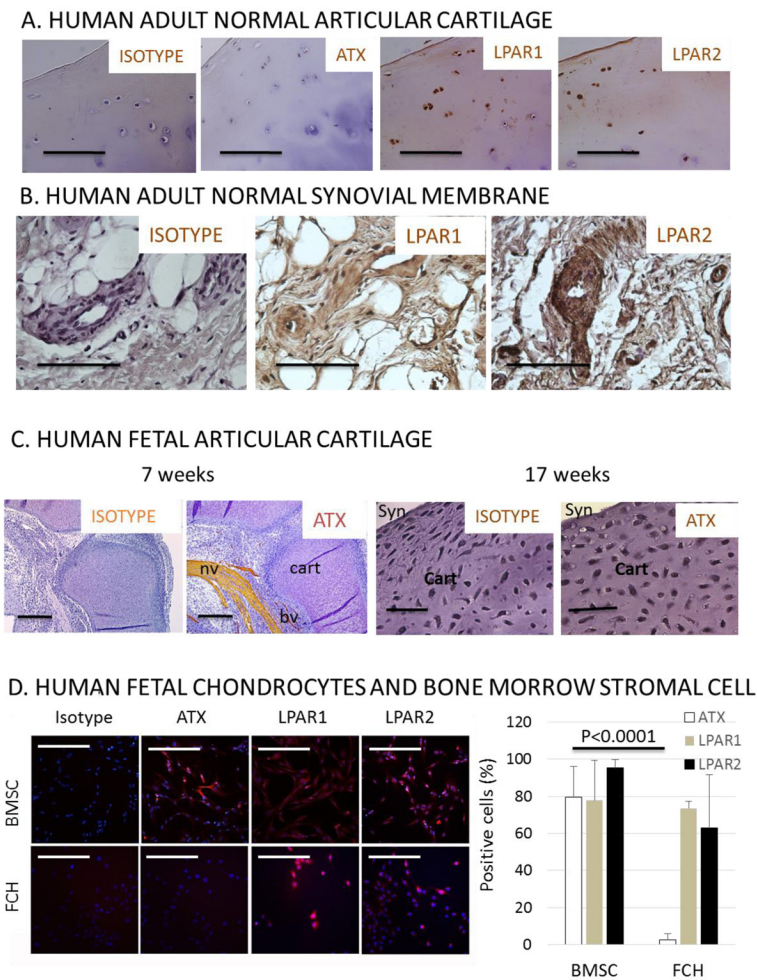 A. HUMAN ADULT NORMAL ARTICULAR CARTILAGE
ISOTYPE ATX LPAR1 LPAR2
B. HUMAN ADULT NORMAL SYNOVIAL MEMBRANE
ISOTYPE LPAR1 LPAR2
C. HUMAN FETAL ARTICULAR CARTILAGE
7 weeks 17 weeks
ISOTYPE ATX Syn ISOTYPE Syn ATX
nv cart Cart Cart
bv
D. HUMAN FETAL CHONDROCYTES AND BONE MORROW STROMAL CELL
Isotype ATX LPAR1 LPAR2
BMSC
FCH
Positive cells (%)
120
100
80
60
40
20
0
P<0.0001
ATX
LPAR1
LPAR2
BMSC FCH